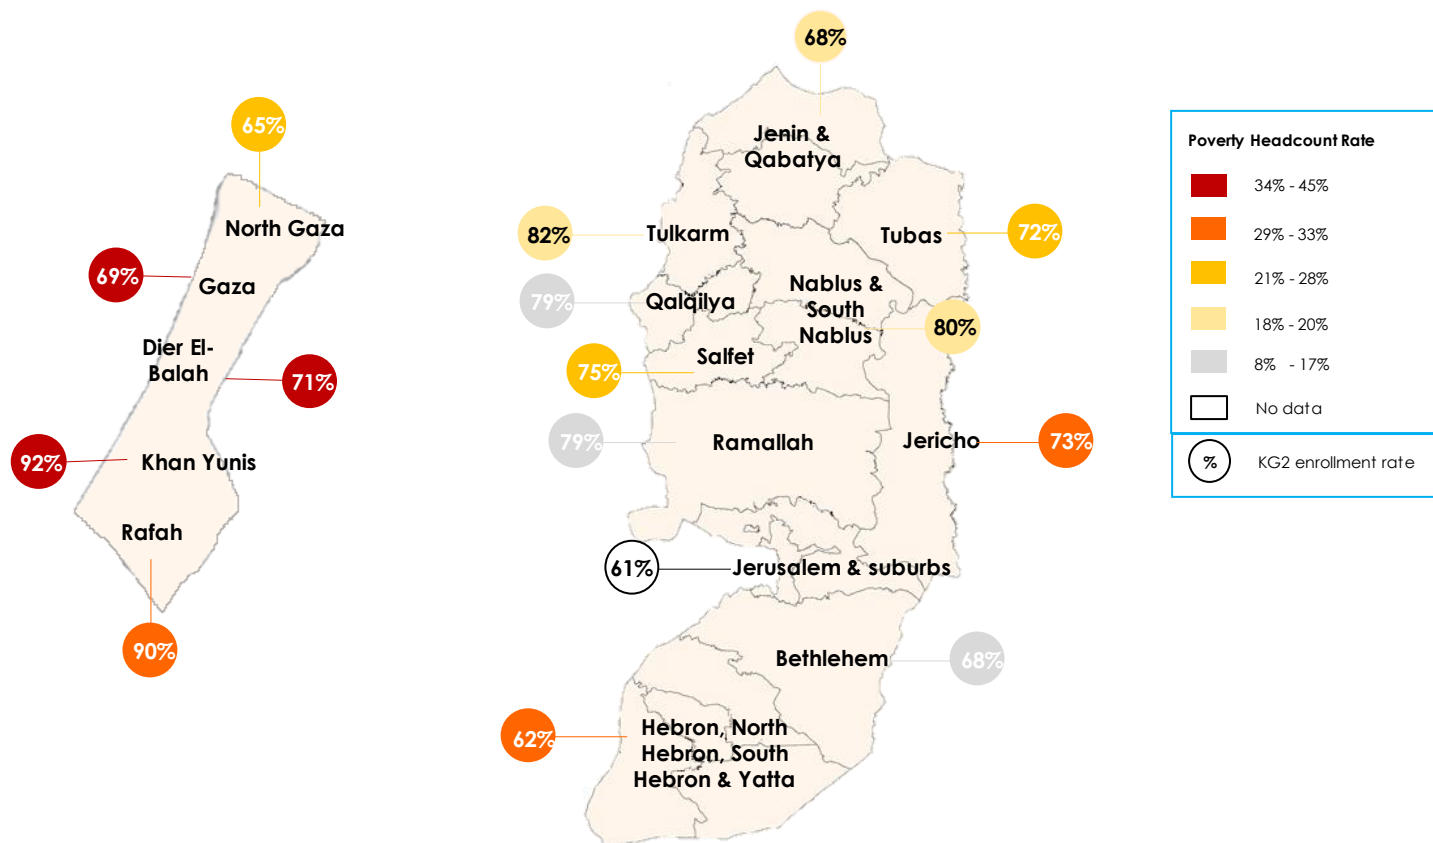 65%
North Gaza
69%
Gaza
Dier El-
Balah
71%
92%
Khan Yunis
Rafah
90%
68%
Jenin &
Qabatya
82%
Tulkarm
Tubas
72%
79%
Qalqilya
Nablus &
South
Nablus
80%
75%
Salfet
79%
Ramallah
Jericho
73%
61%
Jerusalem & suburbs
Bethlehem
68%
62%
Hebron, North
Hebron, South
Hebron & Yatta
Poverty Headcount Rate
34% - 45%
29% - 33%
21% - 28%
18% - 20%
8% - 17%
No data
% KG2 enrollment rate